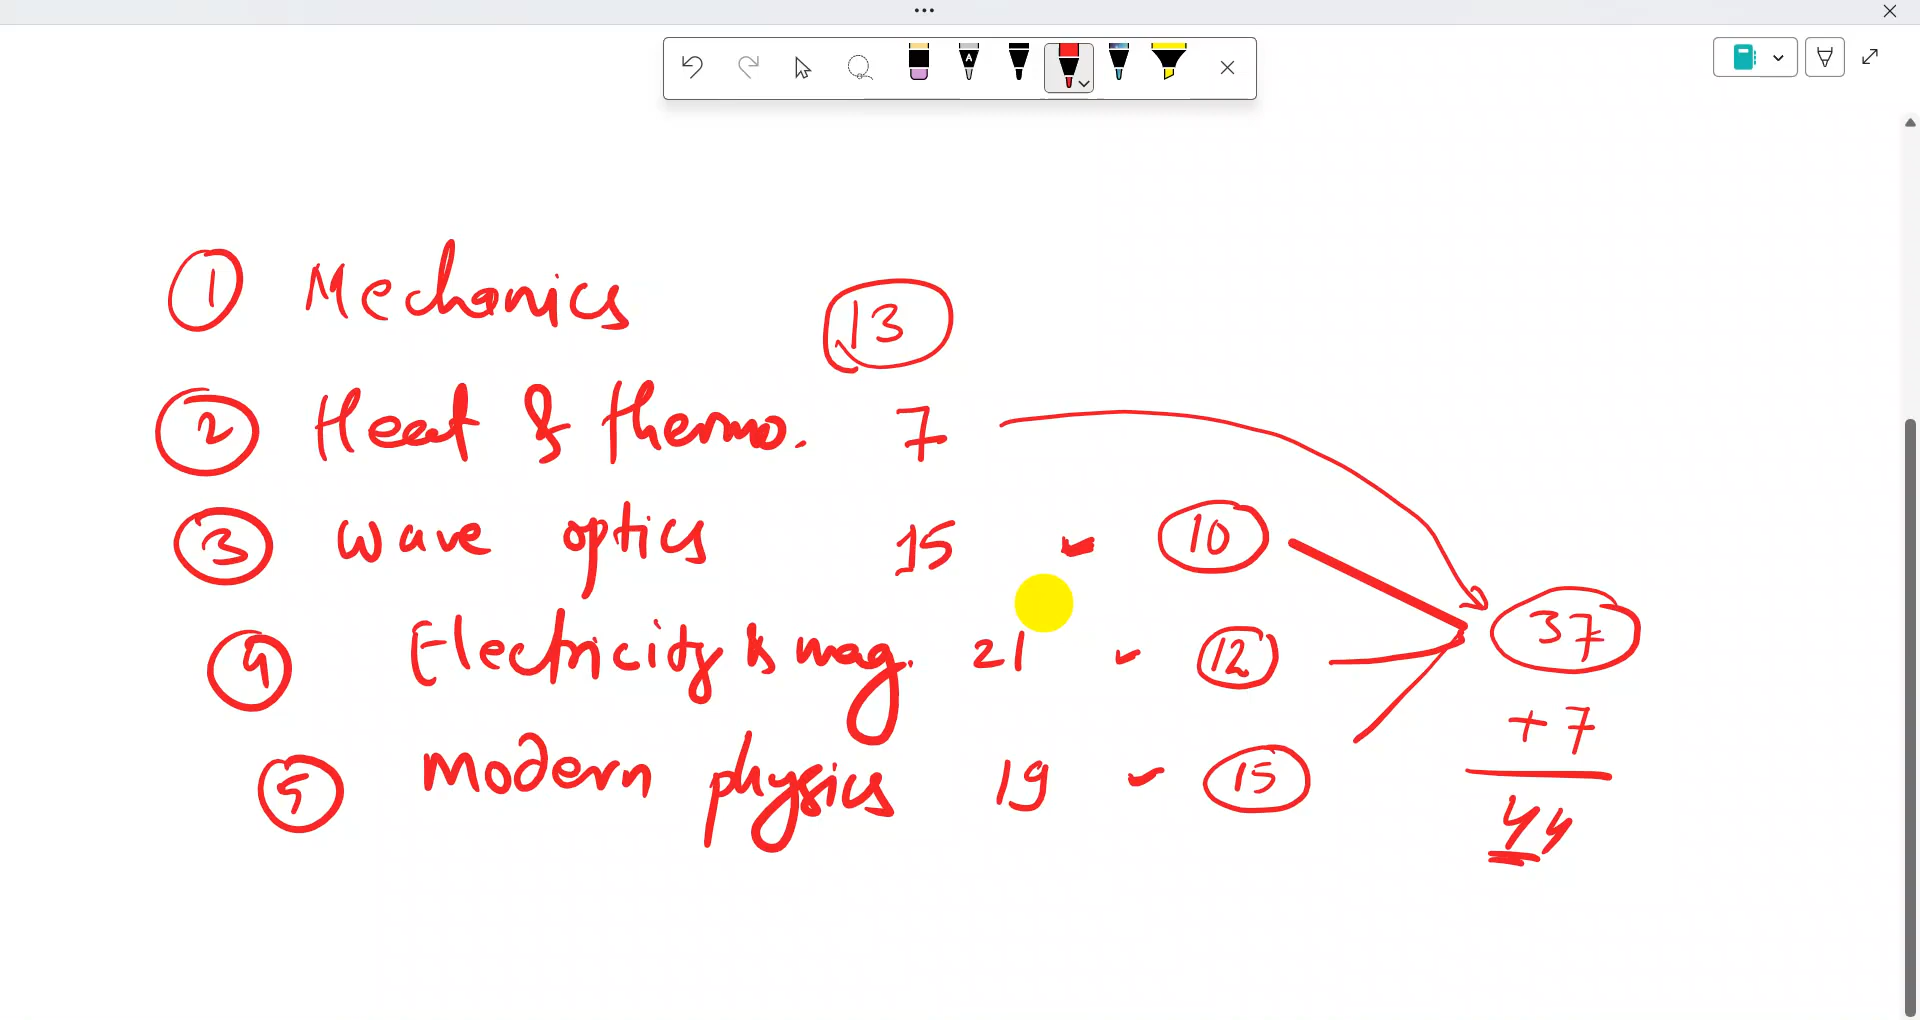 ① Mechanics 13
② Heat & thermo. 7
③ wave optics 15 - 10
④ Electricity & mag. 21 - 12 37
+ 7
⑤ Modern physics 19 - 15
44